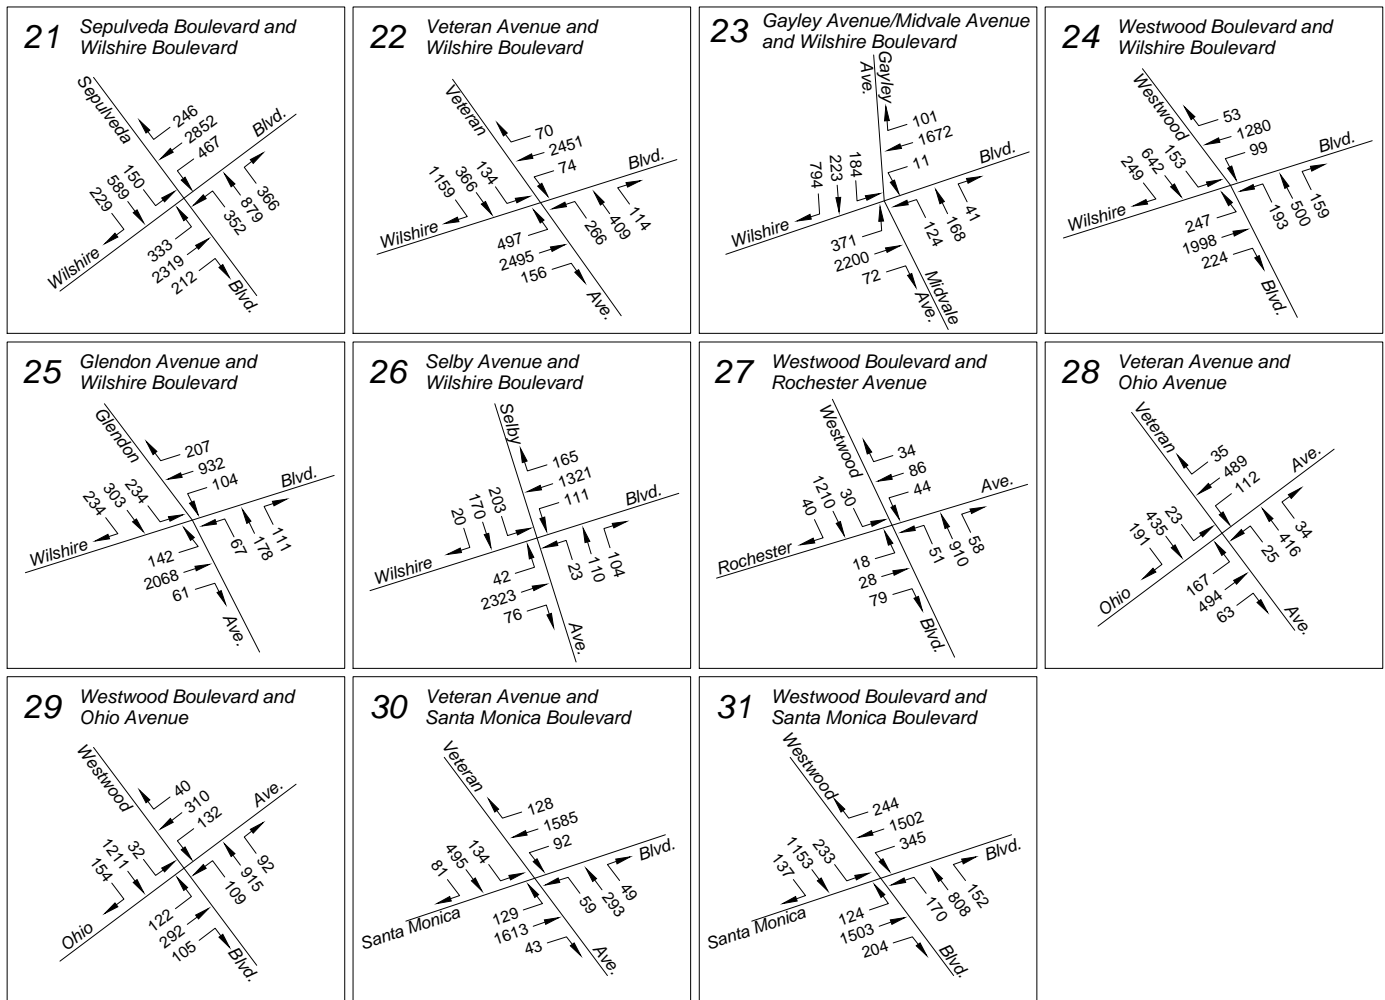 21
Sepulveda Boulevard and
Wilshire Boulevard
Sepulveda
246
2852
467
Blvd.
150
589
229
366
879
352
Wilshire
333
2319
212
Blvd.
22
Veteran Avenue and
Wilshire Boulevard
Veteran
70
2451
74
Blvd.
134
366
1159
114
409
266
Wilshire
497
2495
156
Ave.
23
Gayley Avenue/Midvale Avenue
and Wilshire Boulevard
Gayley
Ave.
101
1672
11
Blvd.
184
223
794
41
168
124
Wilshire
371
2200
72
Midvale
Ave.
24
Westwood Boulevard and
Wilshire Boulevard
Westwood
53
1280
99
Blvd.
153
642
249
159
500
193
Wilshire
247
1998
224
Blvd.
25
Glendon Avenue and
Wilshire Boulevard
Glendon
207
932
104
Blvd.
234
303
234
111
178
67
Wilshire
142
2068
61
Ave.
26
Selby Avenue and
Wilshire Boulevard
Selby
165
1321
111
Blvd.
203
170
20
104
110
23
Wilshire
42
2323
76
Ave.
27
Westwood Boulevard and
Rochester Avenue
Westwood
34
86
44
Ave.
30
1210
40
58
910
51
Rochester
18
28
79
Blvd.
28
Veteran Avenue and
Ohio Avenue
Veteran
35
489
112
Ave.
23
435
191
34
416
25
Ohio
167
494
63
Ave.
29
Westwood Boulevard and
Ohio Avenue
Westwood
40
310
132
Ave.
32
1211
154
92
915
109
Ohio
122
292
105
Blvd.
30
Veteran Avenue and
Santa Monica Boulevard
Veteran
128
1585
92
Blvd.
134
495
81
49
293
59
Santa Monica
129
1613
43
Ave.
31
Westwood Boulevard and
Santa Monica Boulevard
Westwood
244
1502
345
Blvd.
233
1153
137
152
808
170
Santa Monica
124
1503
204
Blvd.